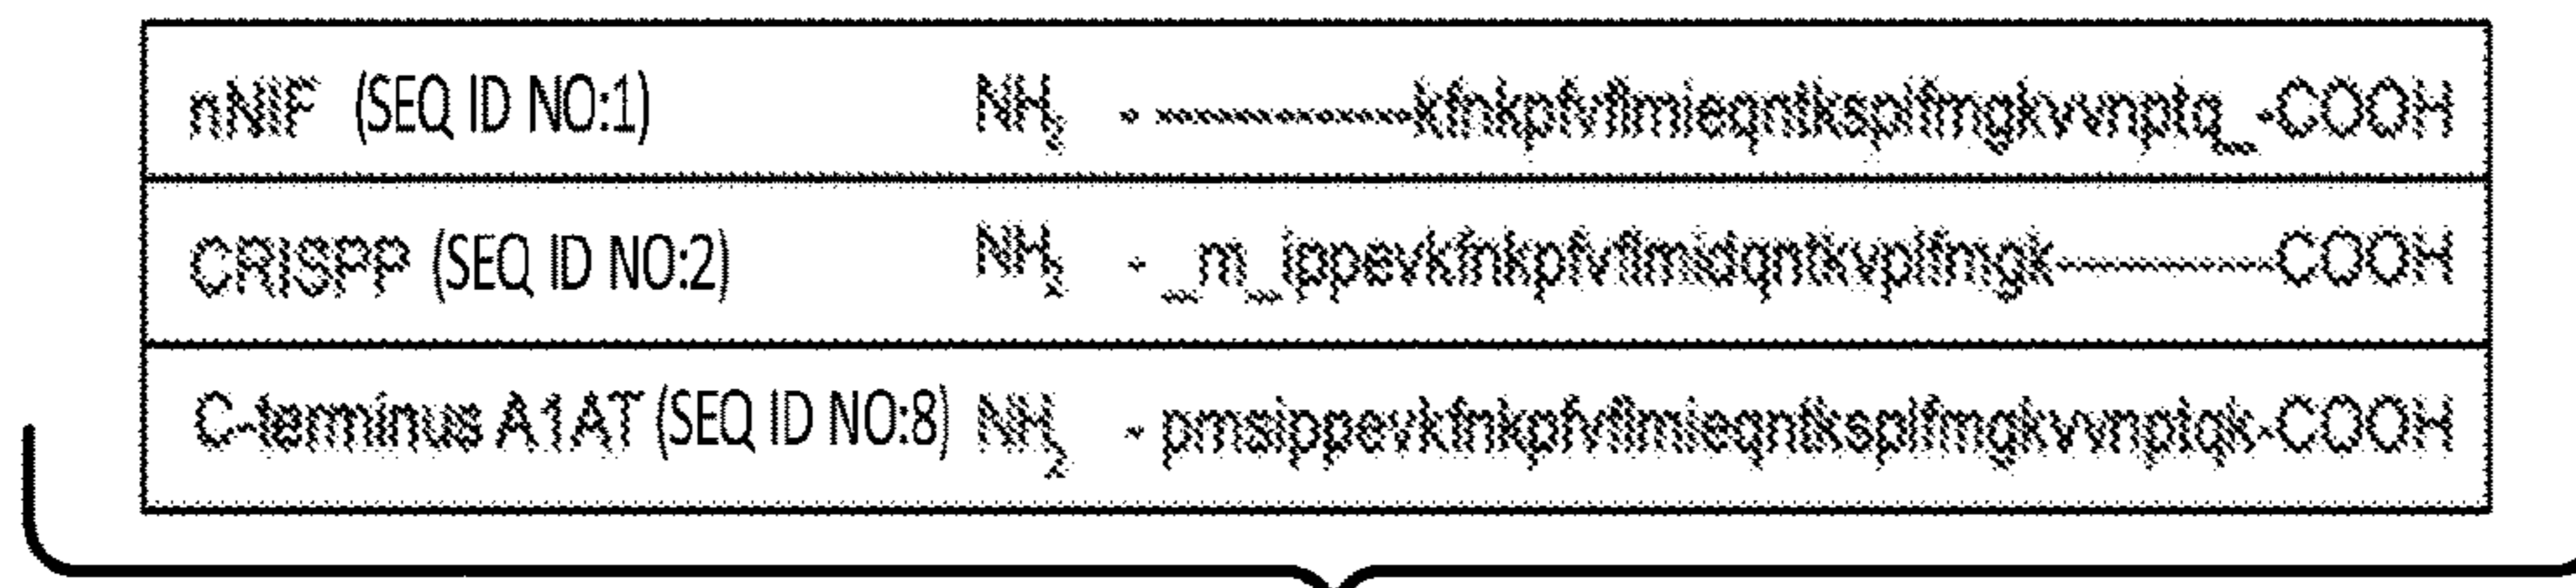 nNIF (SEQ ID NO:1) NH2 - ------------kfnkpfvflmieqntksplfmgkvvnptq_-COOH
CRISPP (SEQ ID NO:2) NH2 - _m_ippevkfnkpfvflmidqntkvplfmgk----------COOH
C-terminus A1AT (SEQ ID NO:8) NH2 - pmsippevkfnkpfvflmieqntksplfmgkvvnptqk-COOH